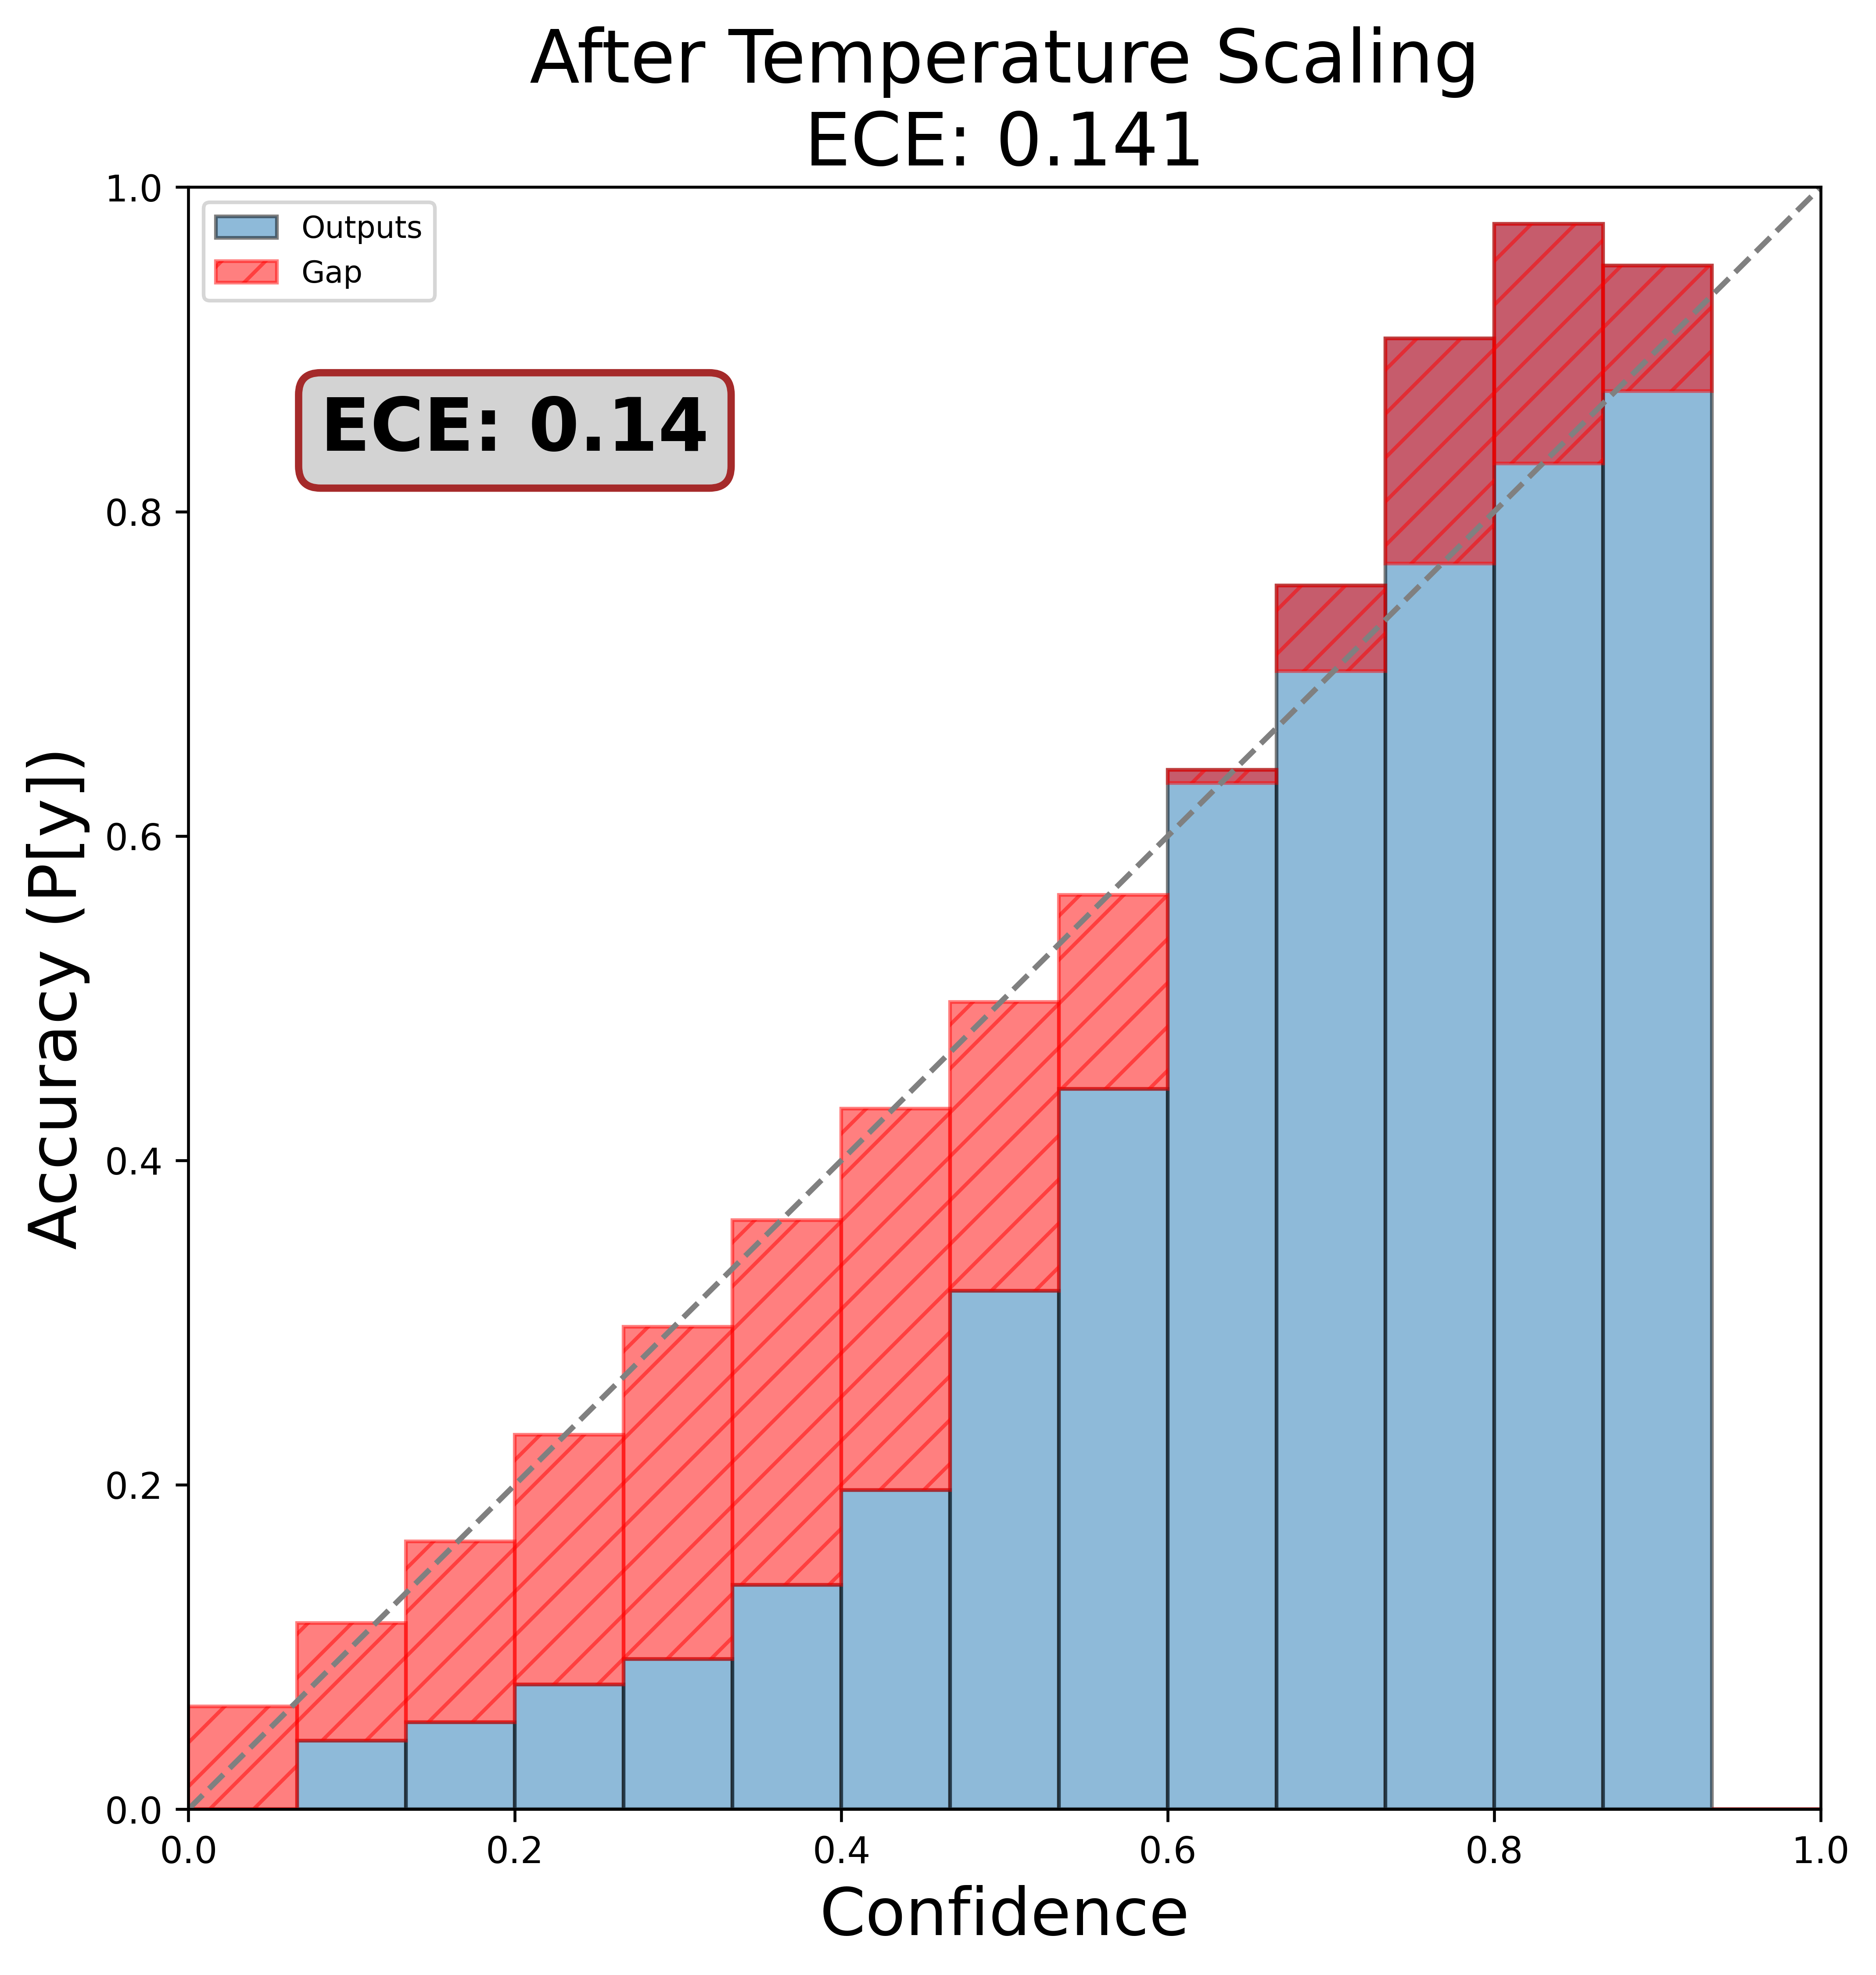 After Temperature Scaling
ECE: 0.141
1.0
Outputs
Gap
ECE: 0.14
0.8
0.6
0.4
0.2
0.0
Accuracy (P[y])
0.0 0.2 0.4 0.6 0.8 1.0
Confidence